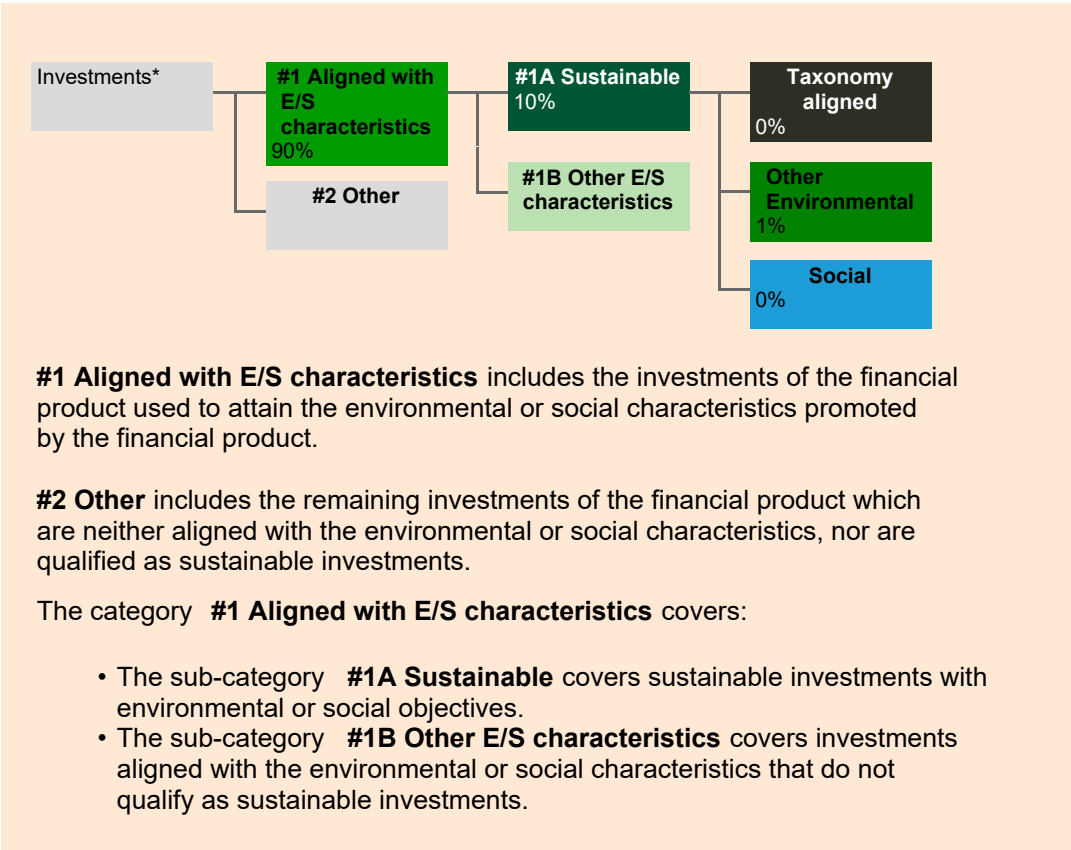 Investments*
#1 Aligned with
E/S
characteristics
90%
#2 Other
#1A Sustainable
10%
#1B Other E/S
characteristics
Taxonomy
aligned
0%
Other
Environmental
1%
Social
0%
#1 Aligned with E/S characteristics includes the investments of the financial
product used to attain the environmental or social characteristics promoted
by the financial product.
#2 Other includes the remaining investments of the financial product which
are neither aligned with the environmental or social characteristics, nor are
qualified as sustainable investments.
The category #1 Aligned with E/S characteristics covers:
• The sub-category #1A Sustainable covers sustainable investments with
environmental or social objectives.
• The sub-category #1B Other E/S characteristics covers investments
aligned with the environmental or social characteristics that do not
qualify as sustainable investments.